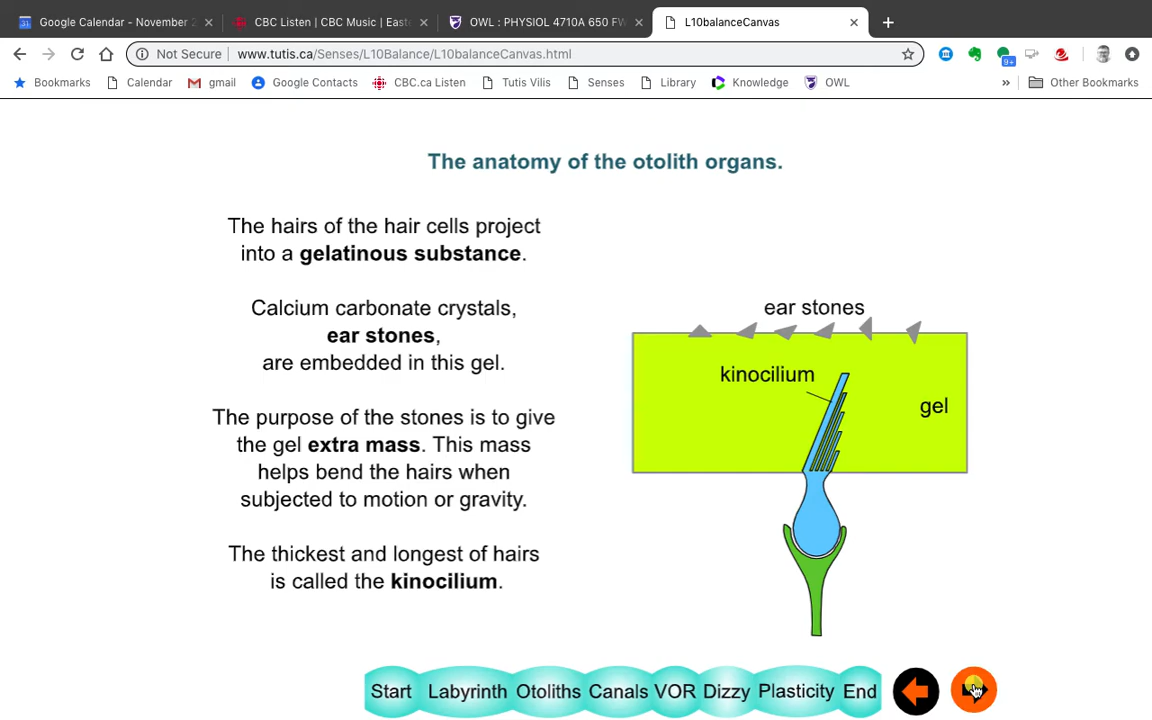 Google Calendar - November 2
CBC Listen | CBC Music | Easte
OWL : PHYSIOL 4710A 650 FW
L10balanceCanvas
Not Secure
www.tutis.ca/Senses/L10Balance/L10balanceCanvas.html
9+
Bookmarks
Calendar
gmail
Google Contacts
CBC.ca Listen
Tutis Vilis
Senses
Library
Knowledge
OWL
»
Other Bookmarks
The anatomy of the otolith organs.
The hairs of the hair cells project
into a gelatinous substance.
Calcium carbonate crystals,
ear stones,
are embedded in this gel.
The purpose of the stones is to give
the gel extra mass. This mass
helps bend the hairs when
subjected to motion or gravity.
The thickest and longest of hairs
is called the kinocilium.
ear stones
kinocilium
gel
Start
Labyrinth
Otoliths
Canals
VOR
Dizzy
Plasticity
End